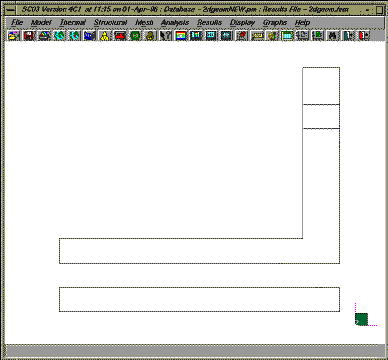 SC03 Version 4C1 at 11:15 on 01-Apr-96 : Database - 2dgeomNEW.pm : Results File - 2dgeom.frm
File Model Thermal Structural Mesh Analysis Results Display Graphs Help